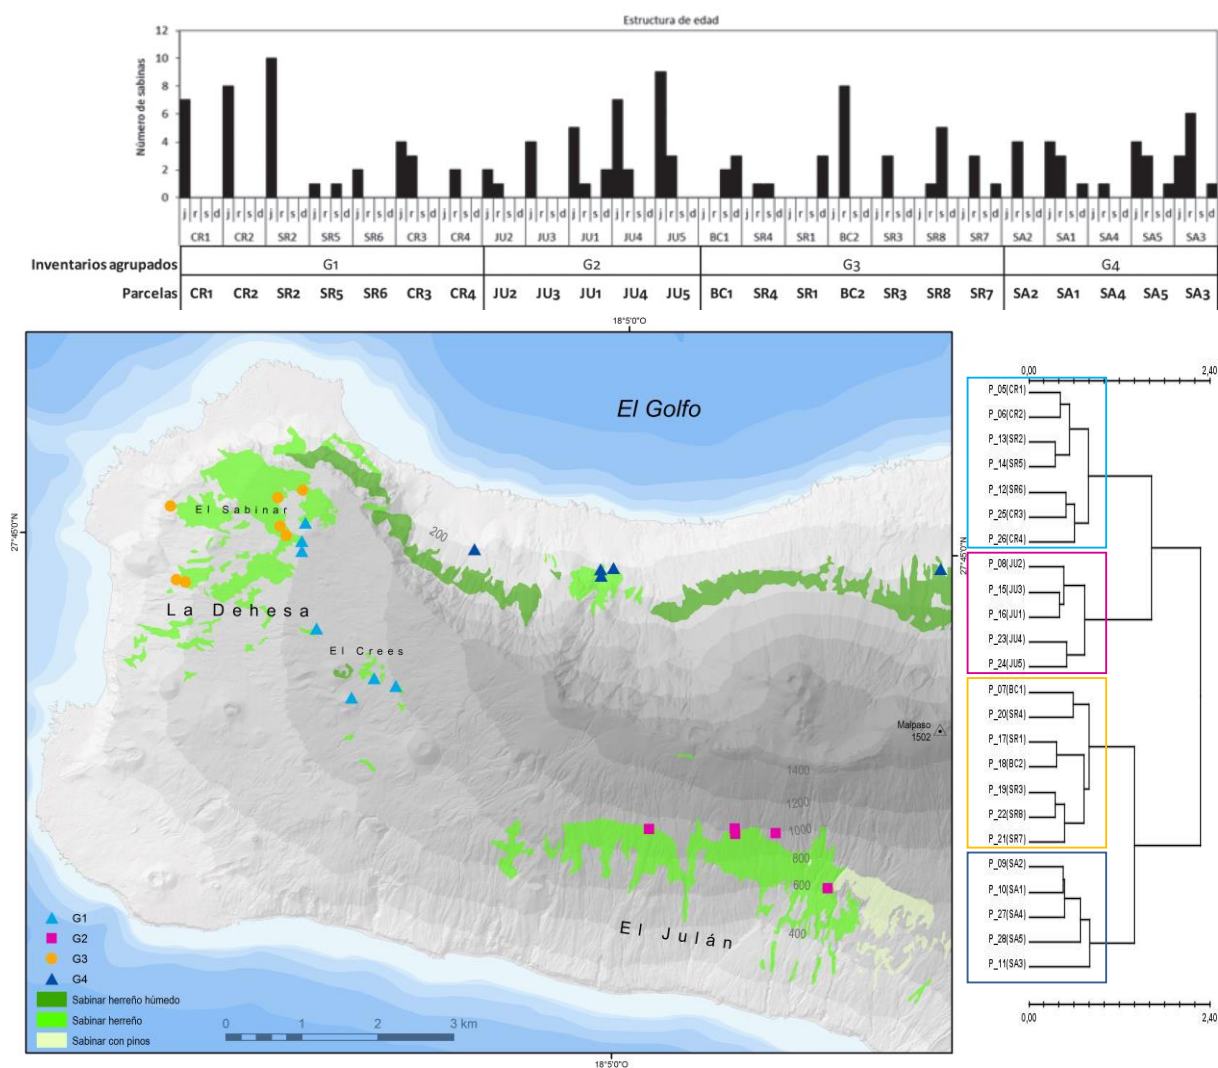 Estructura de edad
Número de sabinas
12
10
8
6
4
2
0
j r s d j r s d j r s d j r s d j r s d j r s d j r s d j r s d j r s d j r s d j r s d j r s d j r s d j r s d j r s d j r s d j r s d j r s d j r s d j r s d j r s d j r s d j r s d j r s d
CR1 CR2 SR2 SR5 SR6 CR3 CR4 JU2 JU3 JU1 JU4 JU5 BC1 SR4 SR1 BC2 SR3 SR8 SR7 SA2 SA1 SA4 SA5 SA3
Inventarios agrupados G1 G2 G3 G4
Parcelas CR1 CR2 SR2 SR5 SR6 CR3 CR4 JU2 JU3 JU1 JU4 JU5 BC1 SR4 SR1 BC2 SR3 SR8 SR7 SA2 SA1 SA4 SA5 SA3
18°5'0"O
El Golfo
27°45'0"N
El Sabinar
200
27°45'0"N
La Dehesa
El Crees
Malpaso
1502
1400
1200
1000
800
600
400
El Julán
G1
G2
G3
G4
Sabinar herreño húmedo
Sabinar herreño
Sabinar con pinos
0 1 2 3 km
18°5'0"O
0,00 2,40
P_05(CR1)
P_06(CR2)
P_13(SR2)
P_14(SR5)
P_12(SR6)
P_25(CR3)
P_26(CR4)
P_08(JU2)
P_15(JU3)
P_16(JU1)
P_23(JU4)
P_24(JU5)
P_07(BC1)
P_20(SR4)
P_17(SR1)
P_18(BC2)
P_19(SR3)
P_22(SR8)
P_21(SR7)
P_09(SA2)
P_10(SA1)
P_27(SA4)
P_28(SA5)
P_11(SA3)
0,00 2,40